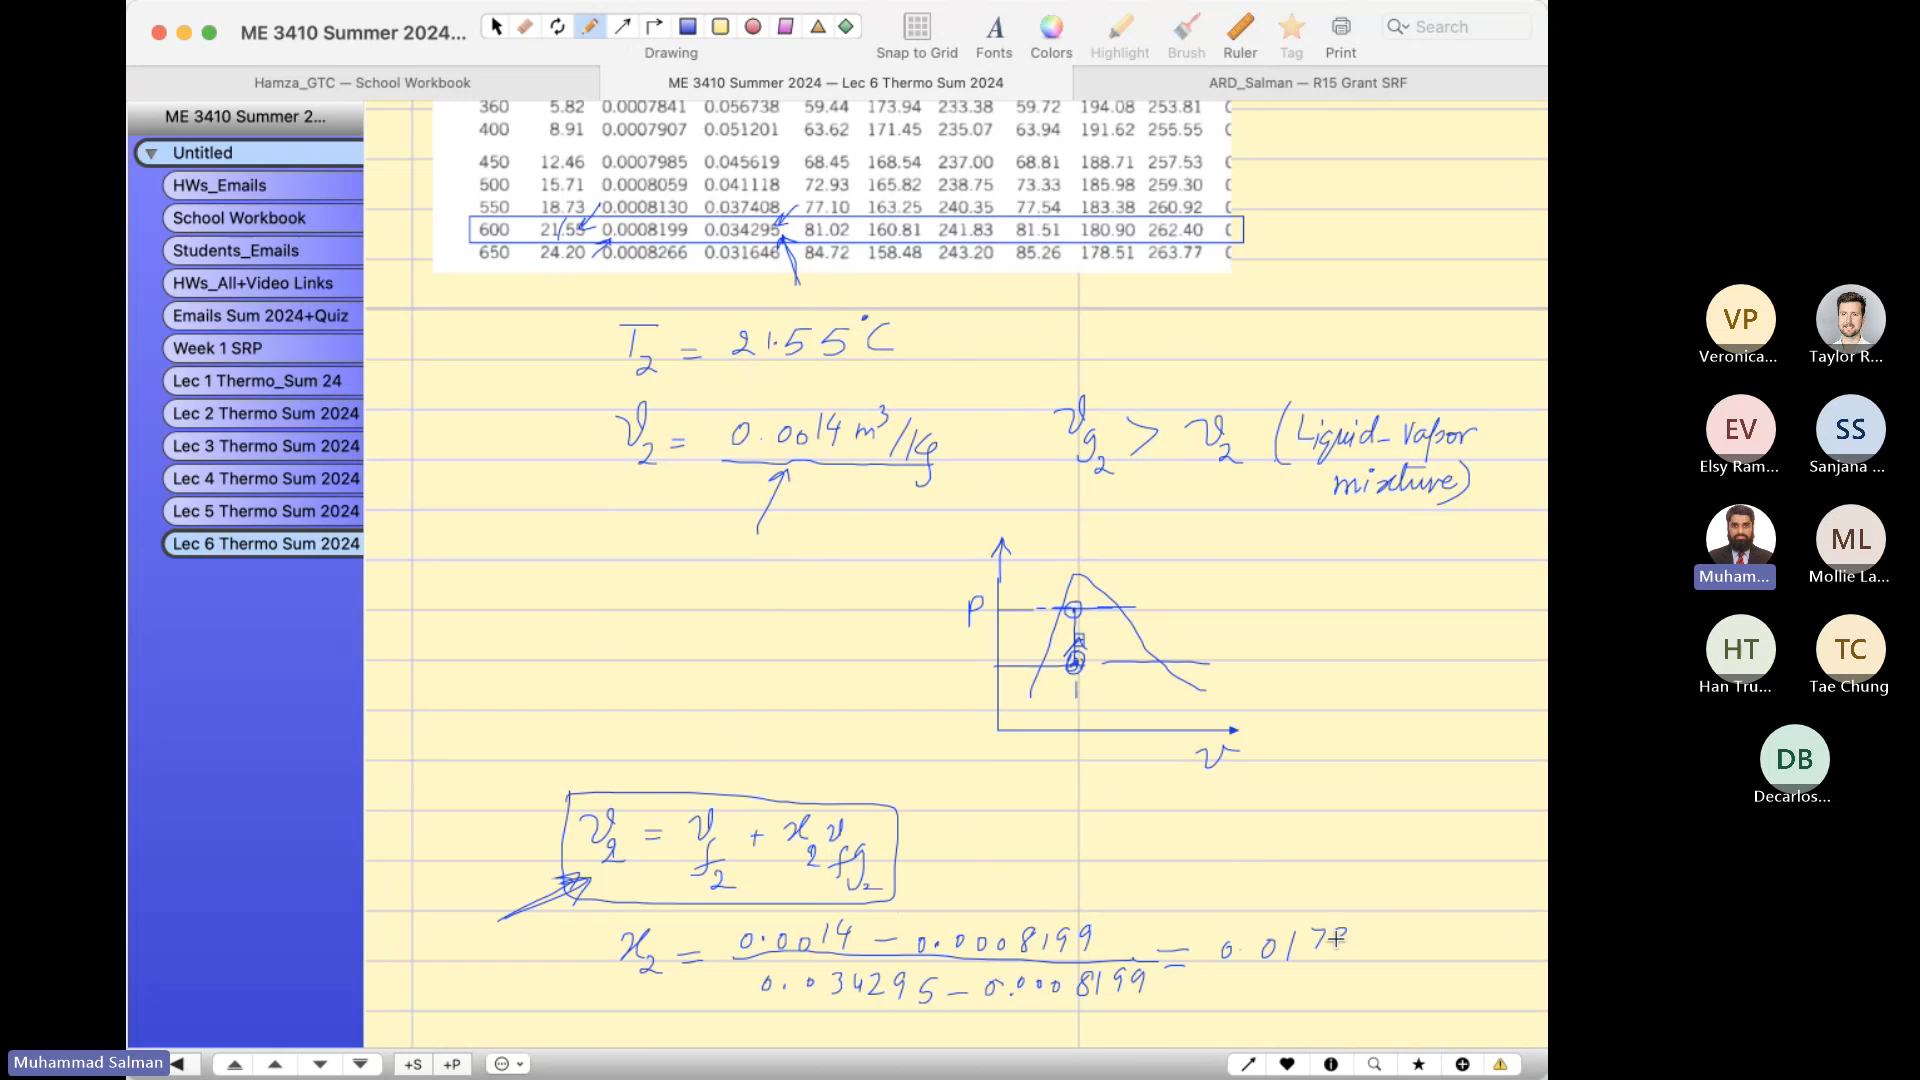 ME 3410 Summer 2024...
Drawing
Snap to Grid
Fonts
Colors
Highlight
Brush
Ruler
Tag
Print
Search
Hamza_GTC — School Workbook
ME 3410 Summer 2024 — Lec 6 Thermo Sum 2024
ARD_Salman — R15 Grant SRF
ME 3410 Summer 2...
Untitled
HWs_Emails
School Workbook
Students_Emails
HWs_All+Video Links
Emails Sum 2024+Quiz
Week 1 SRP
Lec 1 Thermo_Sum 24
Lec 2 Thermo Sum 2024
Lec 3 Thermo Sum 2024
Lec 4 Thermo Sum 2024
Lec 5 Thermo Sum 2024
Lec 6 Thermo Sum 2024
360 5.82 0.0007841 0.056738 59.44 173.94 233.38 59.72 194.08 253.81
400 8.91 0.0007907 0.051201 63.62 171.45 235.07 63.94 191.62 255.55
450 12.46 0.0007985 0.045619 68.45 168.54 237.00 68.81 188.71 257.53
500 15.71 0.0008059 0.041118 72.93 165.82 238.75 73.33 185.98 259.30
550 18.73 0.0008130 0.037408 77.10 163.25 240.35 77.54 183.38 260.92
600 21.55 0.0008199 0.034295 81.02 160.81 241.83 81.51 180.90 262.40
650 24.20 0.0008266 0.031646 84.72 158.48 243.20 85.26 178.51 263.77
T2 = 21.55°C
v2 = 0.0014 m³/Kg
vg2 > v2 (Liquid-vapor
mixture)
P
v
v2 = vf2 + x2 vfg2
x2 = (0.0014 - 0.0008199) / (0.034295 - 0.0008199) = 0.017
+S
+P
Muhammad Salman
VP
Veronica...
Taylor R...
EV
Elsy Ram...
SS
Sanjana ...
Muham...
ML
Mollie La...
HT
Han Tru...
TC
Tae Chung
DB
Decarlos...